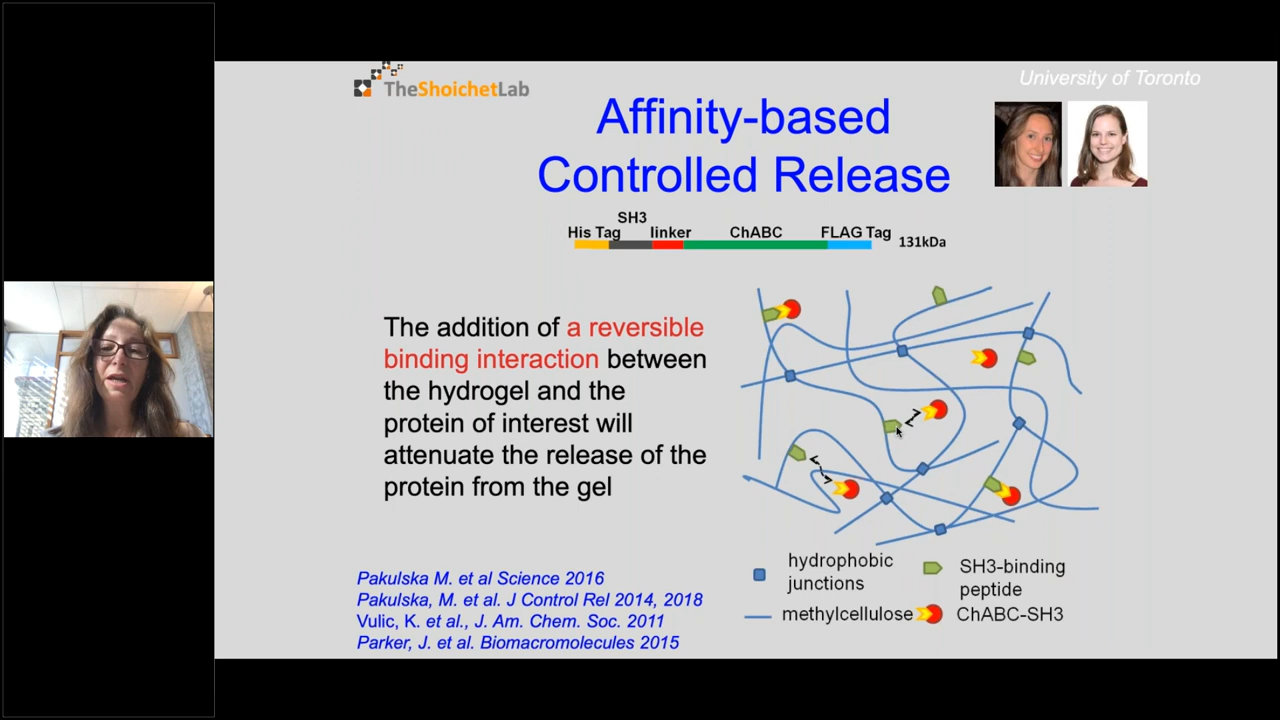 TheShoichetLab
University of Toronto
Affinity-based
Controlled Release
SH3
His Tag linker ChABC FLAG Tag
131kDa
The addition of a reversible
binding interaction between
the hydrogel and the
protein of interest will
attenuate the release of the
protein from the gel
Pakulska M. et al Science 2016
Pakulska, M. et al. J Control Rel 2014, 2018
Vulic, K. et al., J. Am. Chem. Soc. 2011
Parker, J. et al. Biomacromolecules 2015
hydrophobic
junctions
SH3-binding
peptide
methylcellulose
ChABC-SH3